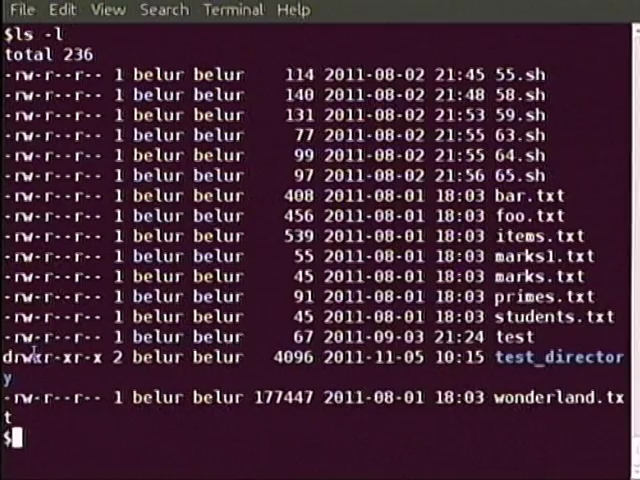 File Edit View Search Terminal Help
$ls -l
total 236
-rw-r--r-- 1 belur belur    114 2011-08-02 21:45 55.sh
-rw-r--r-- 1 belur belur    140 2011-08-02 21:48 58.sh
-rw-r--r-- 1 belur belur    131 2011-08-02 21:53 59.sh
-rw-r--r-- 1 belur belur     77 2011-08-02 21:55 63.sh
-rw-r--r-- 1 belur belur     99 2011-08-02 21:55 64.sh
-rw-r--r-- 1 belur belur     97 2011-08-02 21:56 65.sh
-rw-r--r-- 1 belur belur    408 2011-08-01 18:03 bar.txt
-rw-r--r-- 1 belur belur    456 2011-08-01 18:03 foo.txt
-rw-r--r-- 1 belur belur    539 2011-08-01 18:03 items.txt
-rw-r--r-- 1 belur belur     55 2011-08-01 18:03 marks1.txt
-rw-r--r-- 1 belur belur     45 2011-08-01 18:03 marks.txt
-rw-r--r-- 1 belur belur     91 2011-08-01 18:03 primes.txt
-rw-r--r-- 1 belur belur     45 2011-08-01 18:03 students.txt
-rw-r--r-- 1 belur belur     67 2011-09-03 21:24 test
drwxr-xr-x 2 belur belur   4096 2011-11-05 10:15 test_director
y
-rw-r--r-- 1 belur belur 177447 2011-08-01 18:03 wonderland.tx
t
$